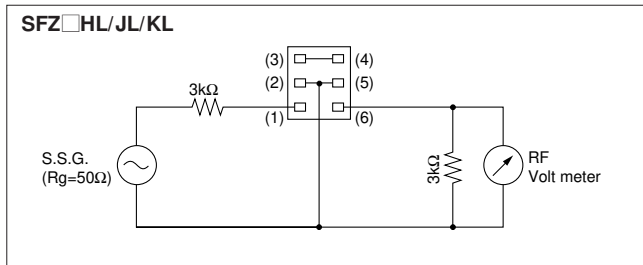 SFZ□HL/JL/KL
(3) (4)
(2) (5)
3kΩ
(1) (6)
S.S.G.
(Rg=50Ω)
3kΩ
RF
Volt meter